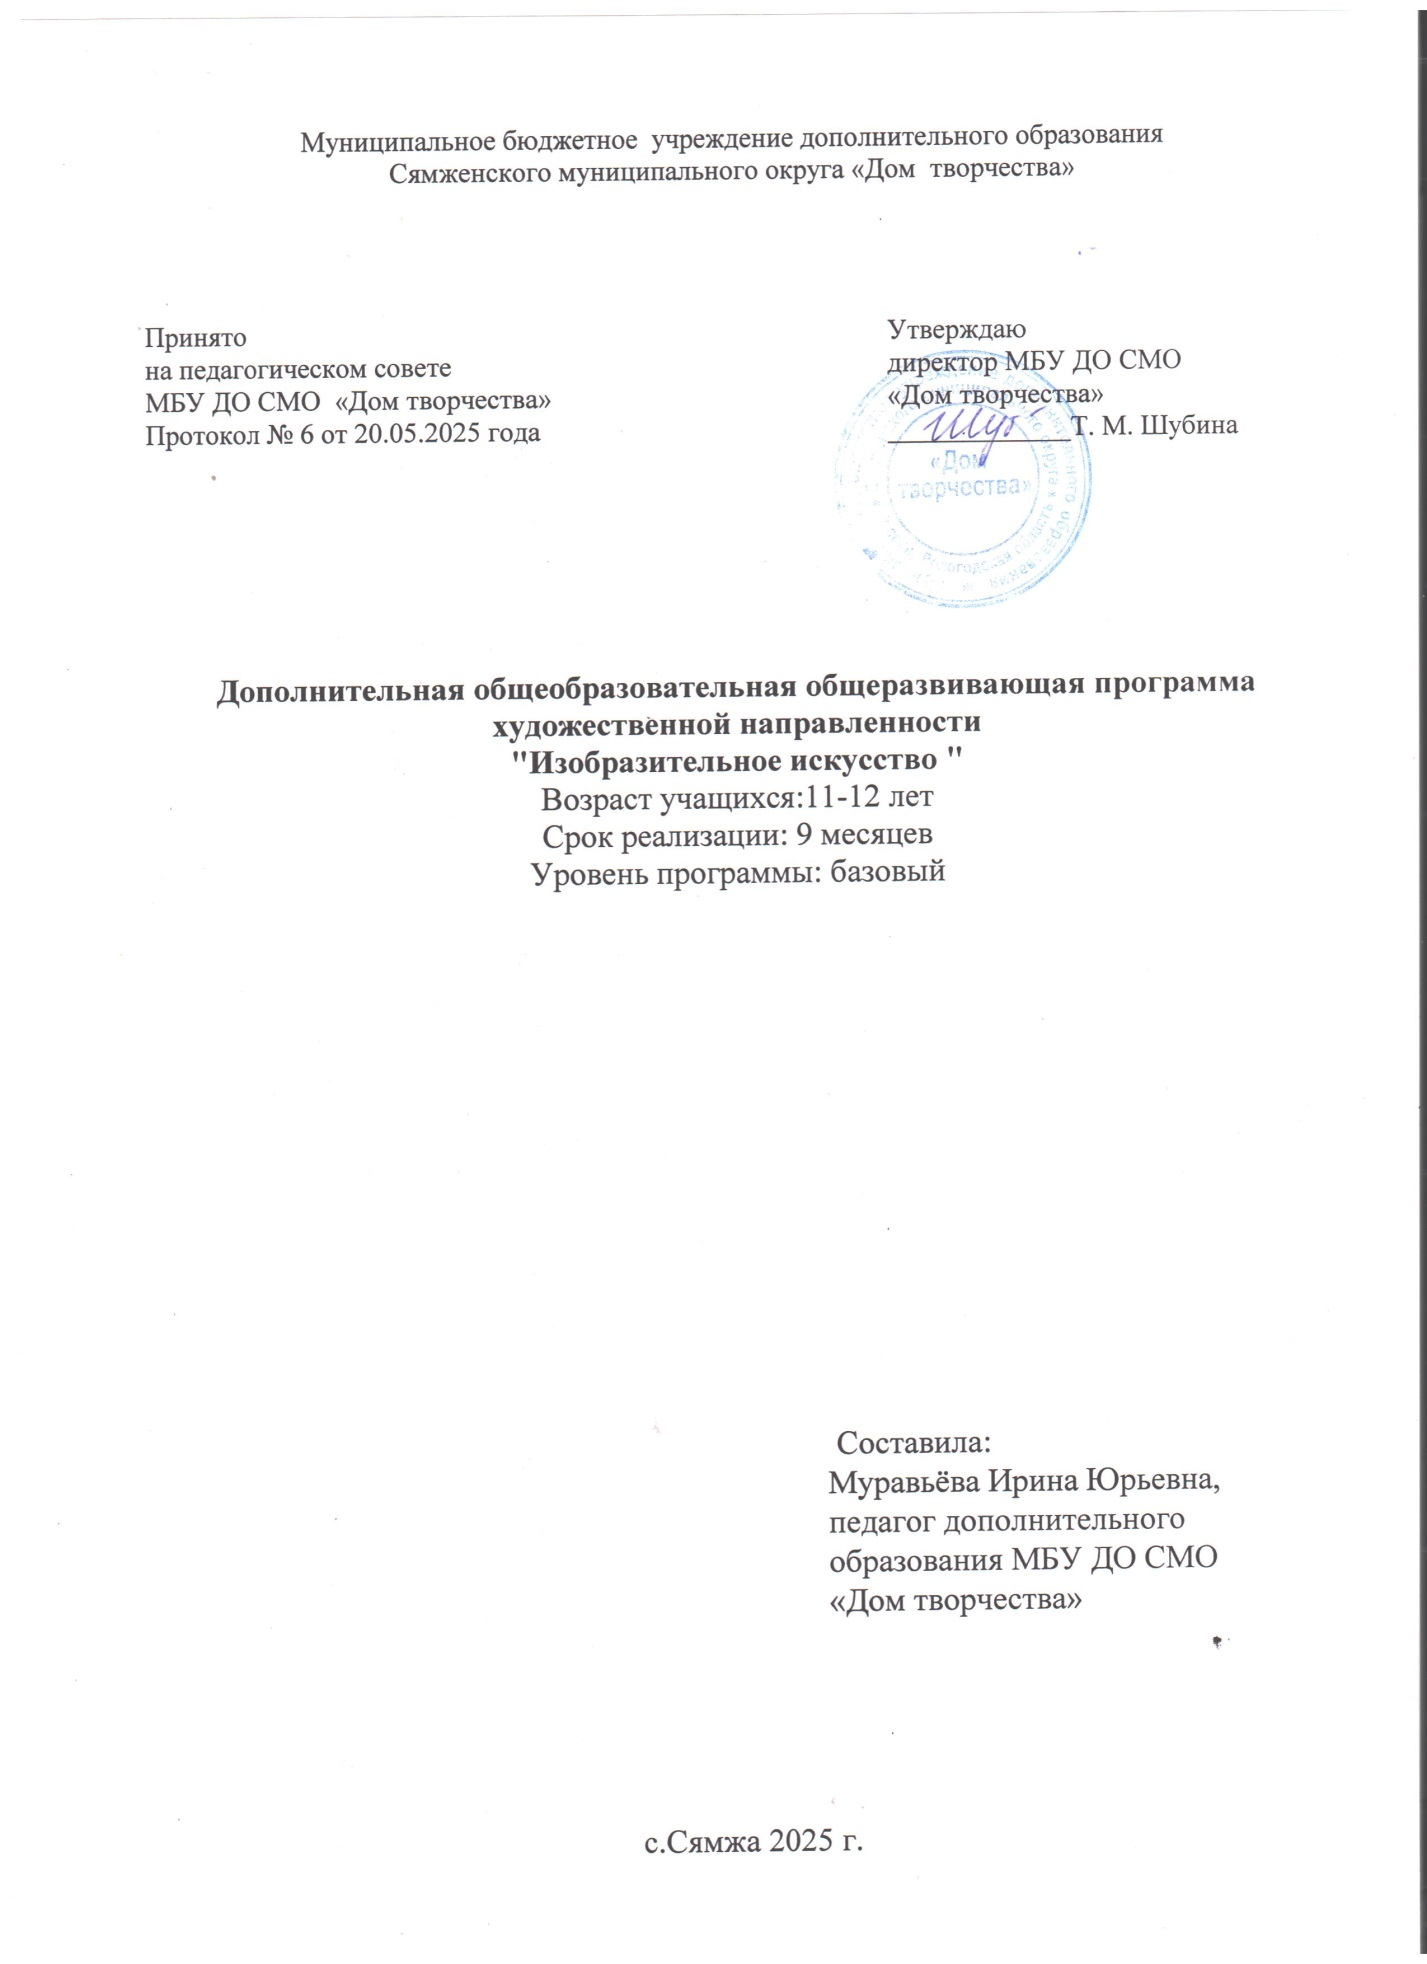 Муниципальное бюджетное  учреждение дополнительного образования
Сямженского муниципального округа «Дом  творчества»
Принято
на педагогическом совете
МБУ ДО СМО  «Дом творчества»
Протокол № 6 от 20.05.2025 года
Утверждаю
директор МБУ ДО СМО
«Дом творчества»
Т. М. Шубина
«Дом
творчества»
Дополнительная общеобразовательная общеразвивающая программа
художественной направленности
"Изобразительное искусство "
Возраст учащихся:11-12 лет
Срок реализации: 9 месяцев
Уровень программы: базовый
Составила:
Муравьёва Ирина Юрьевна,
педагог дополнительного
образования МБУ ДО СМО
«Дом творчества»
с.Сямжа 2025 г.